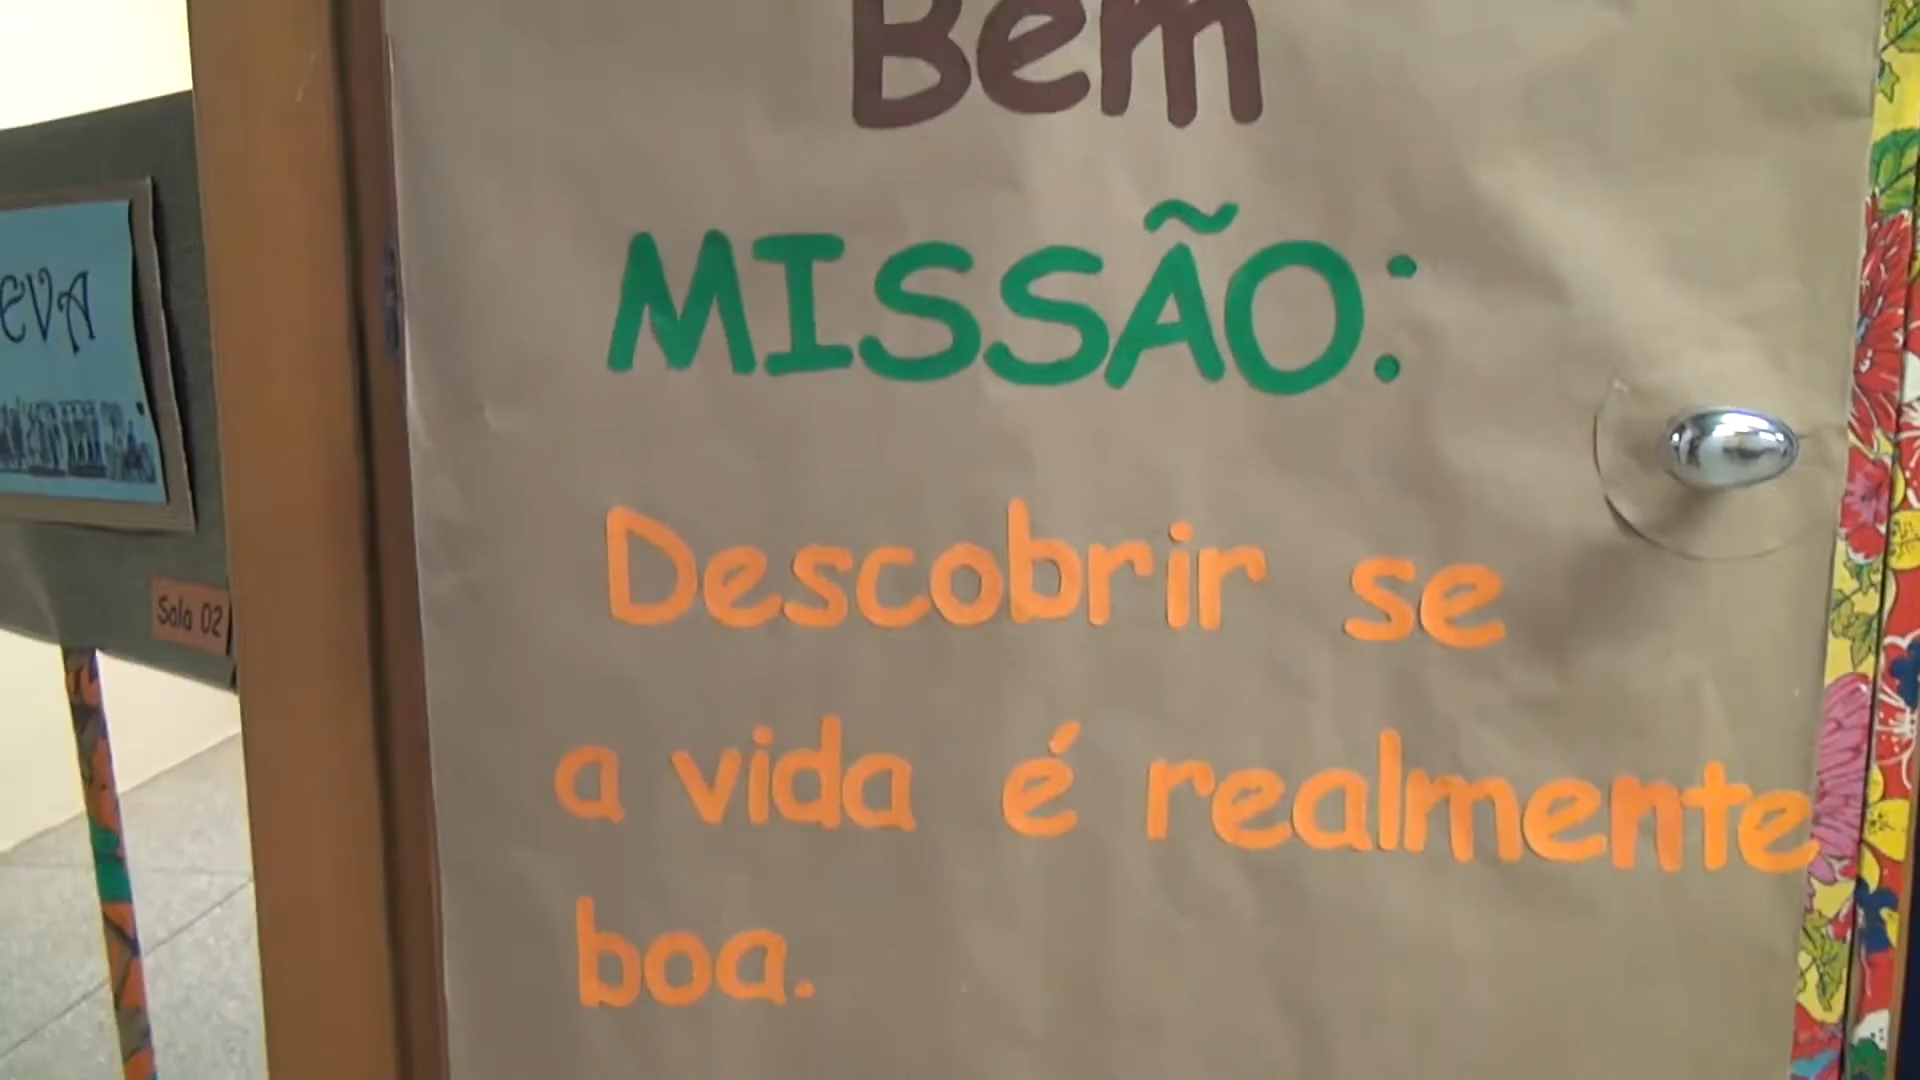 Bem
MISSÃO:
Descobrir se
a vida é realmente
boa.
EVA
Sala 02